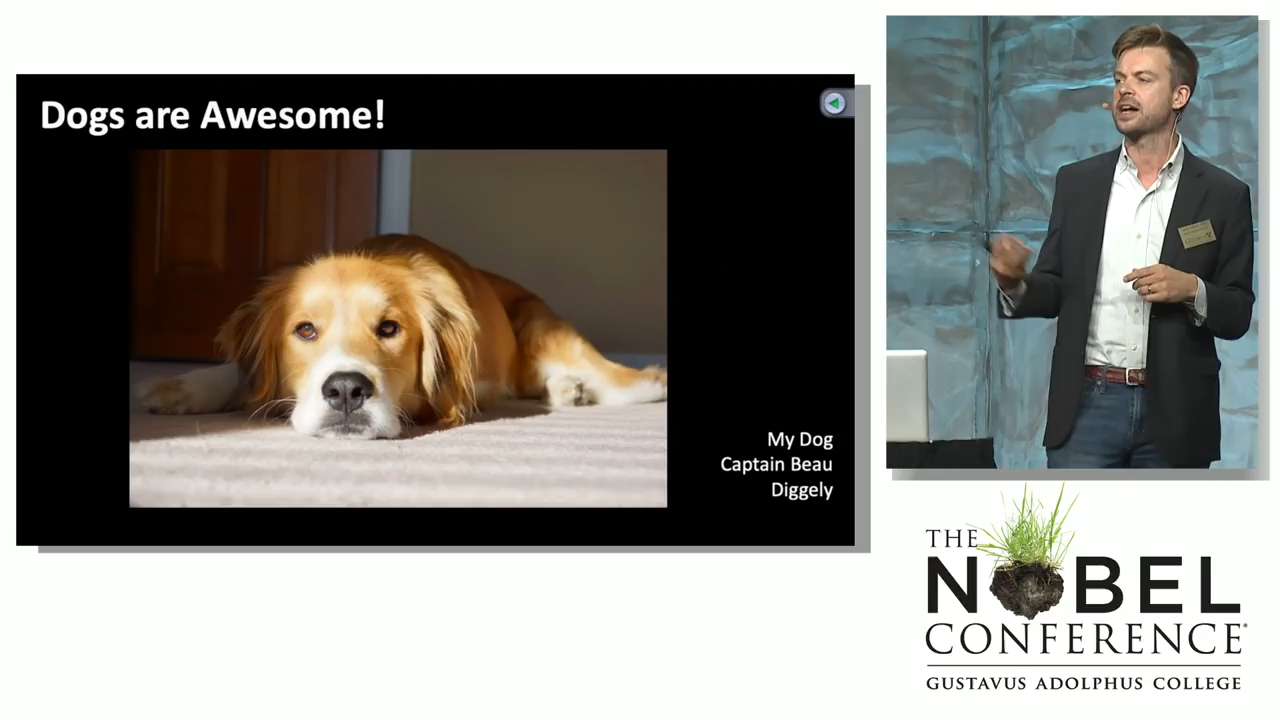 Dogs are Awesome!
My Dog
Captain Beau
Diggely
THE
NOBEL
CONFERENCE®
GUSTAVUS ADOLPHUS COLLEGE